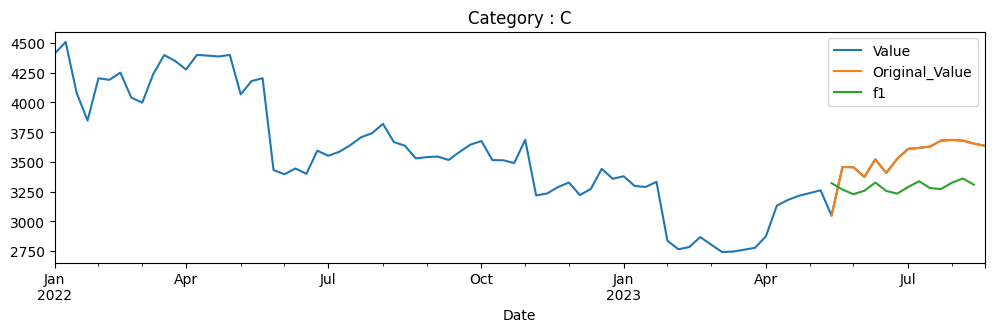 Category : C
4500
4250
4000
3750
3500
3250
3000
2750
Value
Original_Value
f1
Jan Apr Jul Oct Jan Apr Jul
2022 2023
Date